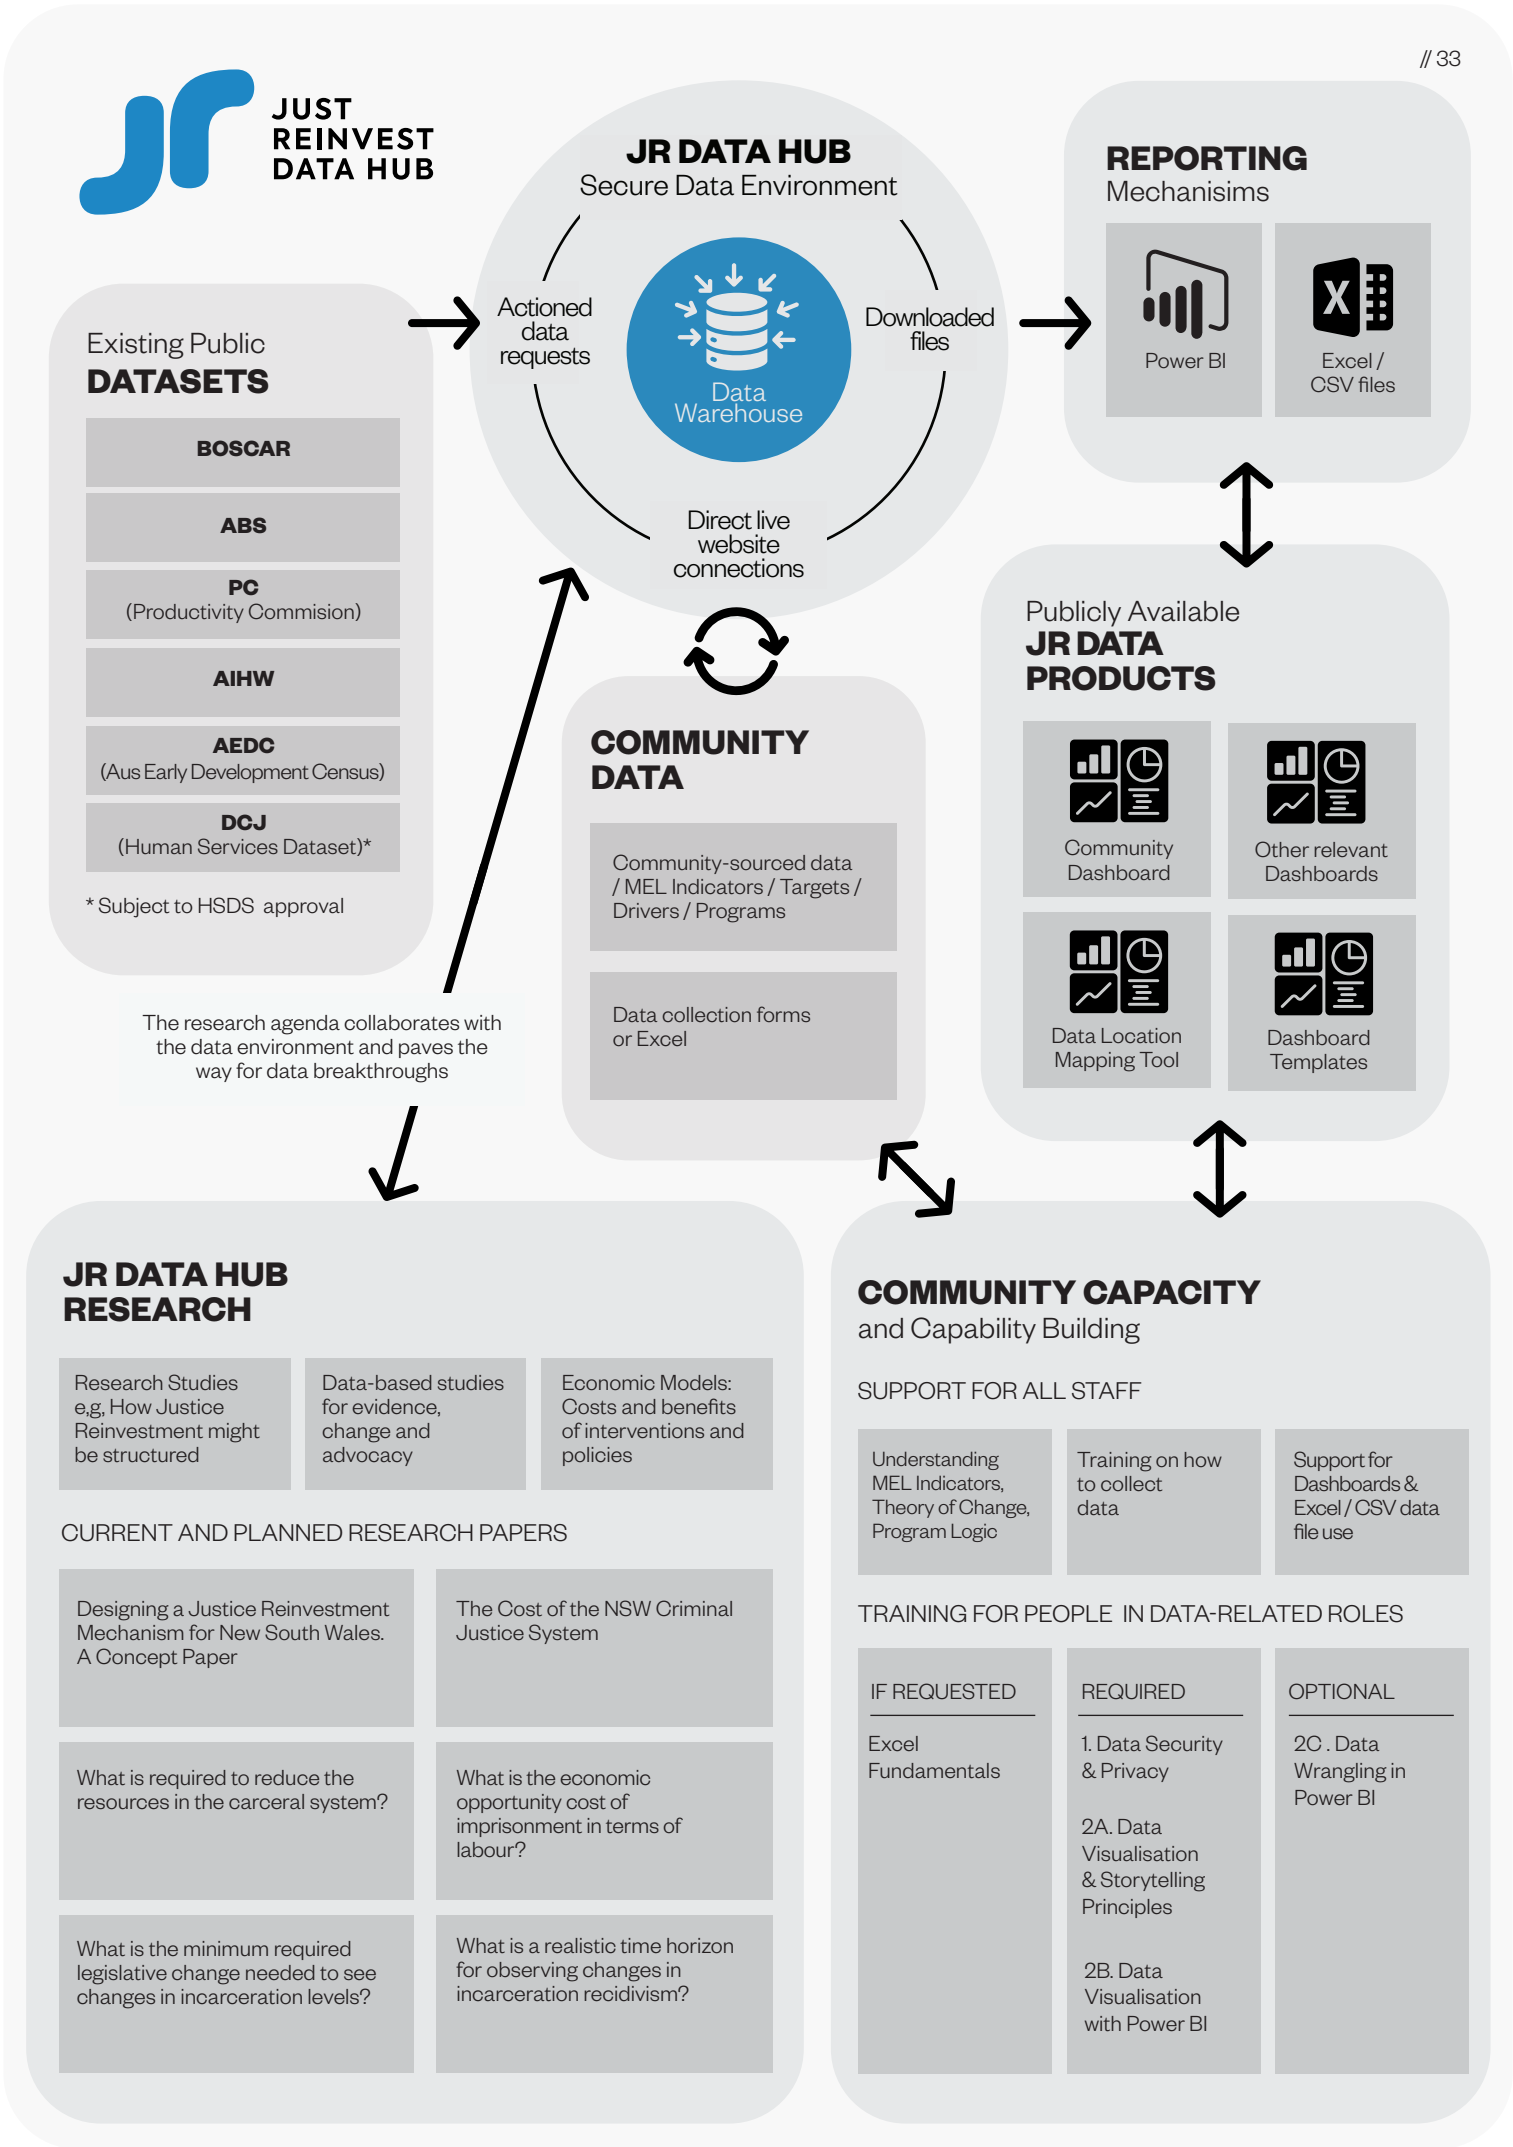 // 33
JUST
REINVEST
DATA HUB
JR DATA HUB
Secure Data Environment
Actioned
data
requests
Data
Warehouse
Downloaded
files
Direct live
website
connections
REPORTING
Mechanisims
Power BI
Excel /
CSV files
Existing Public
DATASETS
BOSCAR
ABS
PC
(Productivity Commision)
AIHW
AEDC
(Aus Early Development Census)
DCJ
(Human Services Dataset)*
* Subject to HSDS approval
COMMUNITY
DATA
Community-sourced data
/ MEL Indicators / Targets /
Drivers / Programs
Data collection forms
or Excel
Publicly Available
JR DATA
PRODUCTS
Community
Dashboard
Other relevant
Dashboards
Data Location
Mapping Tool
Dashboard
Templates
The research agenda collaborates with
the data environment and paves the
way for data breakthroughs
JR DATA HUB
RESEARCH
Research Studies
e,g, How Justice
Reinvestment might
be structured
Data-based studies
for evidence,
change and
advocacy
Economic Models:
Costs and benefits
of interventions and
policies
CURRENT AND PLANNED RESEARCH PAPERS
Designing a Justice Reinvestment
Mechanism for New South Wales.
A Concept Paper
The Cost of the NSW Criminal
Justice System
What is required to reduce the
resources in the carceral system?
What is the economic
opportunity cost of
imprisonment in terms of
labour?
What is the minimum required
legislative change needed to see
changes in incarceration levels?
What is a realistic time horizon
for observing changes in
incarceration recidivism?
COMMUNITY CAPACITY
and Capability Building
SUPPORT FOR ALL STAFF
Understanding
MEL Indicators,
Theory of Change,
Program Logic
Training on how
to collect
data
Support for
Dashboards &
Excel / CSV data
file use
TRAINING FOR PEOPLE IN DATA-RELATED ROLES
IF REQUESTED
Excel
Fundamentals
REQUIRED
1. Data Security
& Privacy
2A. Data
Visualisation
& Storytelling
Principles
2B. Data
Visualisation
with Power BI
OPTIONAL
2C . Data
Wrangling in
Power BI